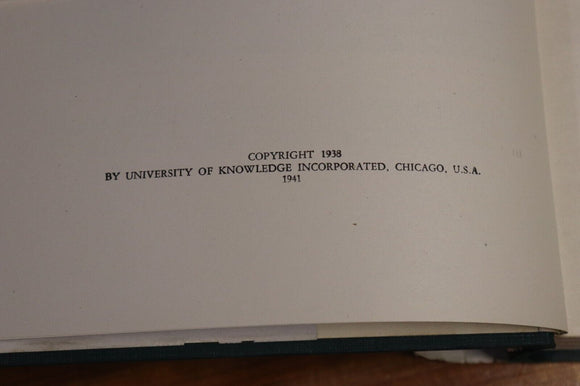 COPYRIGHT 1938
BY UNIVERSITY OF KNOWLEDGE INCORPORATED, CHICAGO, U.S.A.
1941